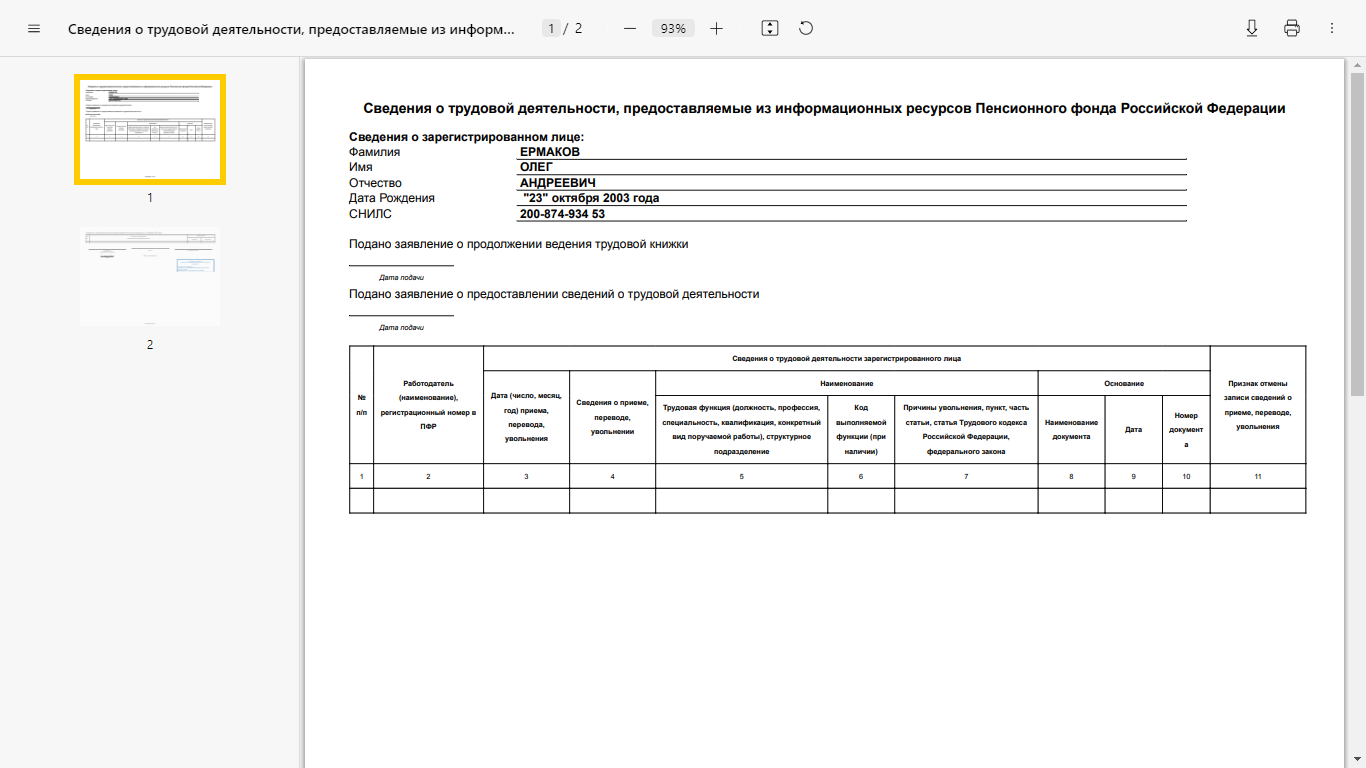 Сведения о трудовой деятельности, предоставляемые из информ...
1 / 2
93%
1
2
Сведения о трудовой деятельности, предоставляемые из информационных ресурсов Пенсионного фонда Российской Федерации
Сведения о зарегистрированном лице:
Фамилия ЕРМАКОВ
Имя ОЛЕГ
Отчество АНДРЕЕВИЧ
Дата Рождения "23" октября 2003 года
СНИЛС 200-874-934 53
Подано заявление о продолжении ведения трудовой книжки
Дата подачи
Подано заявление о предоставлении сведений о трудовой деятельности
Дата подачи
№
п/п
Работодатель
(наименование),
регистрационный номер в
ПФР
Сведения о трудовой деятельности зарегистрированного лица
Дата (число, месяц,
год) приема,
перевода,
увольнения
Сведения о приеме,
переводе,
увольнении
Наименование
Трудовая функция (должность, профессия,
специальность, квалификация, конкретный
вид поручаемой работы), структурное
подразделение
Код
выполняемой
функции (при
наличии)
Причины увольнения, пункт, часть
статьи, статья Трудового кодекса
Российской Федерации,
федерального закона
Основание
Наименование
документа
Дата
Номер
документ
а
Признак отмены
записи сведений о
приеме, переводе,
увольнения
1 2 3 4 5 6 7 8 9 10 11